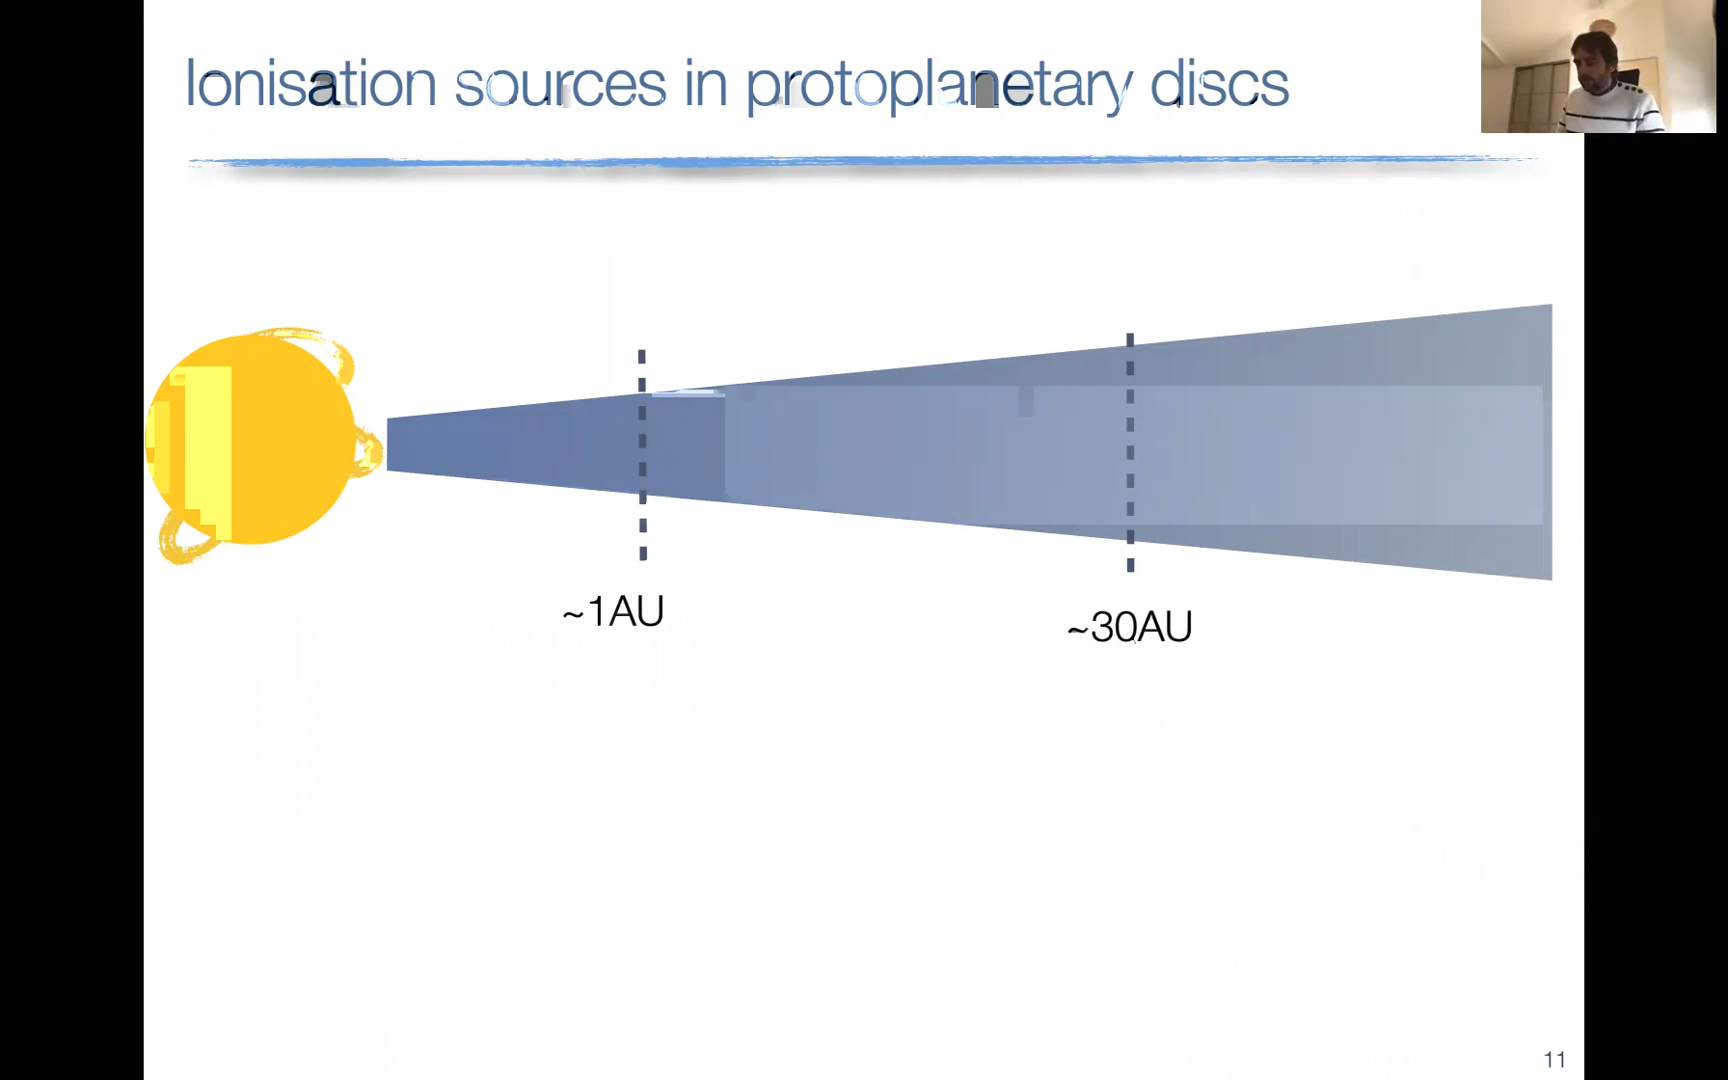 Ionisation sources in protoplanetary discs
~1AU
~30AU
11